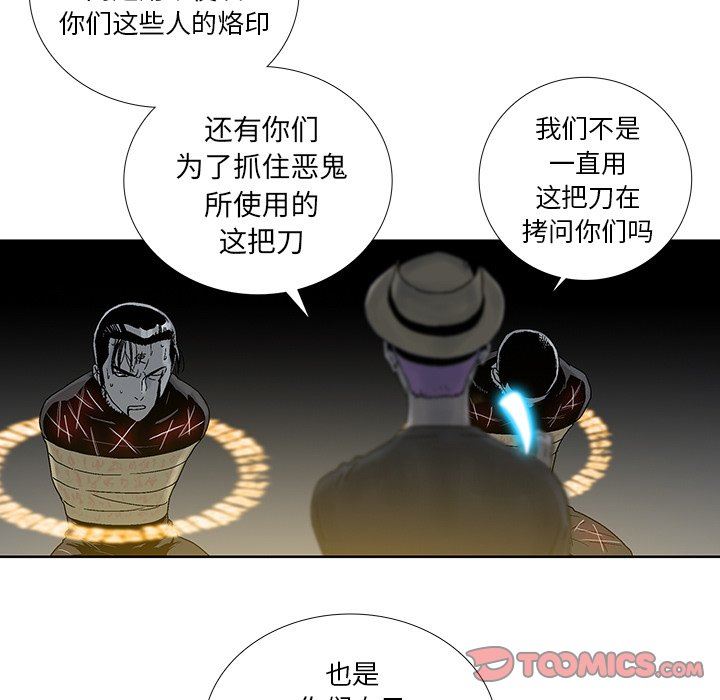 你们这些人的烙印
还有你们
为了抓住恶鬼
所使用的
这把刀
我们不是
一直用
这把刀在
拷问你们吗
也是
TOOMICS.COM